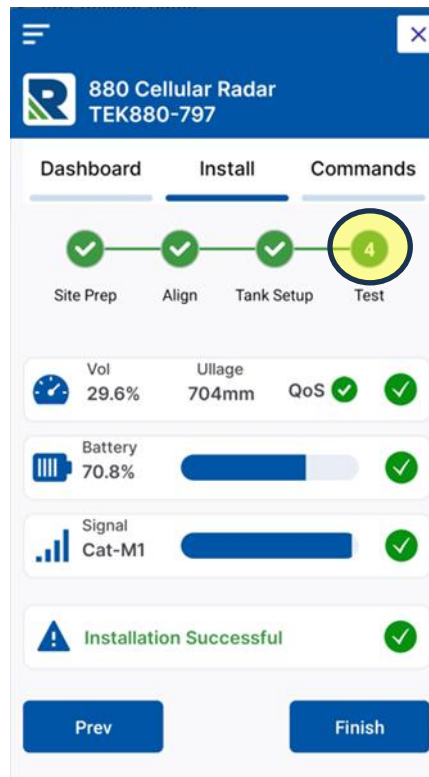 880 Cellular Radar
TEK880-797
Dashboard Install Commands
4
Site Prep Align Tank Setup Test
Vol Ullage
29.6% 704mm QoS
Battery
70.8%
Signal
Cat-M1
Installation Successful
Prev Finish